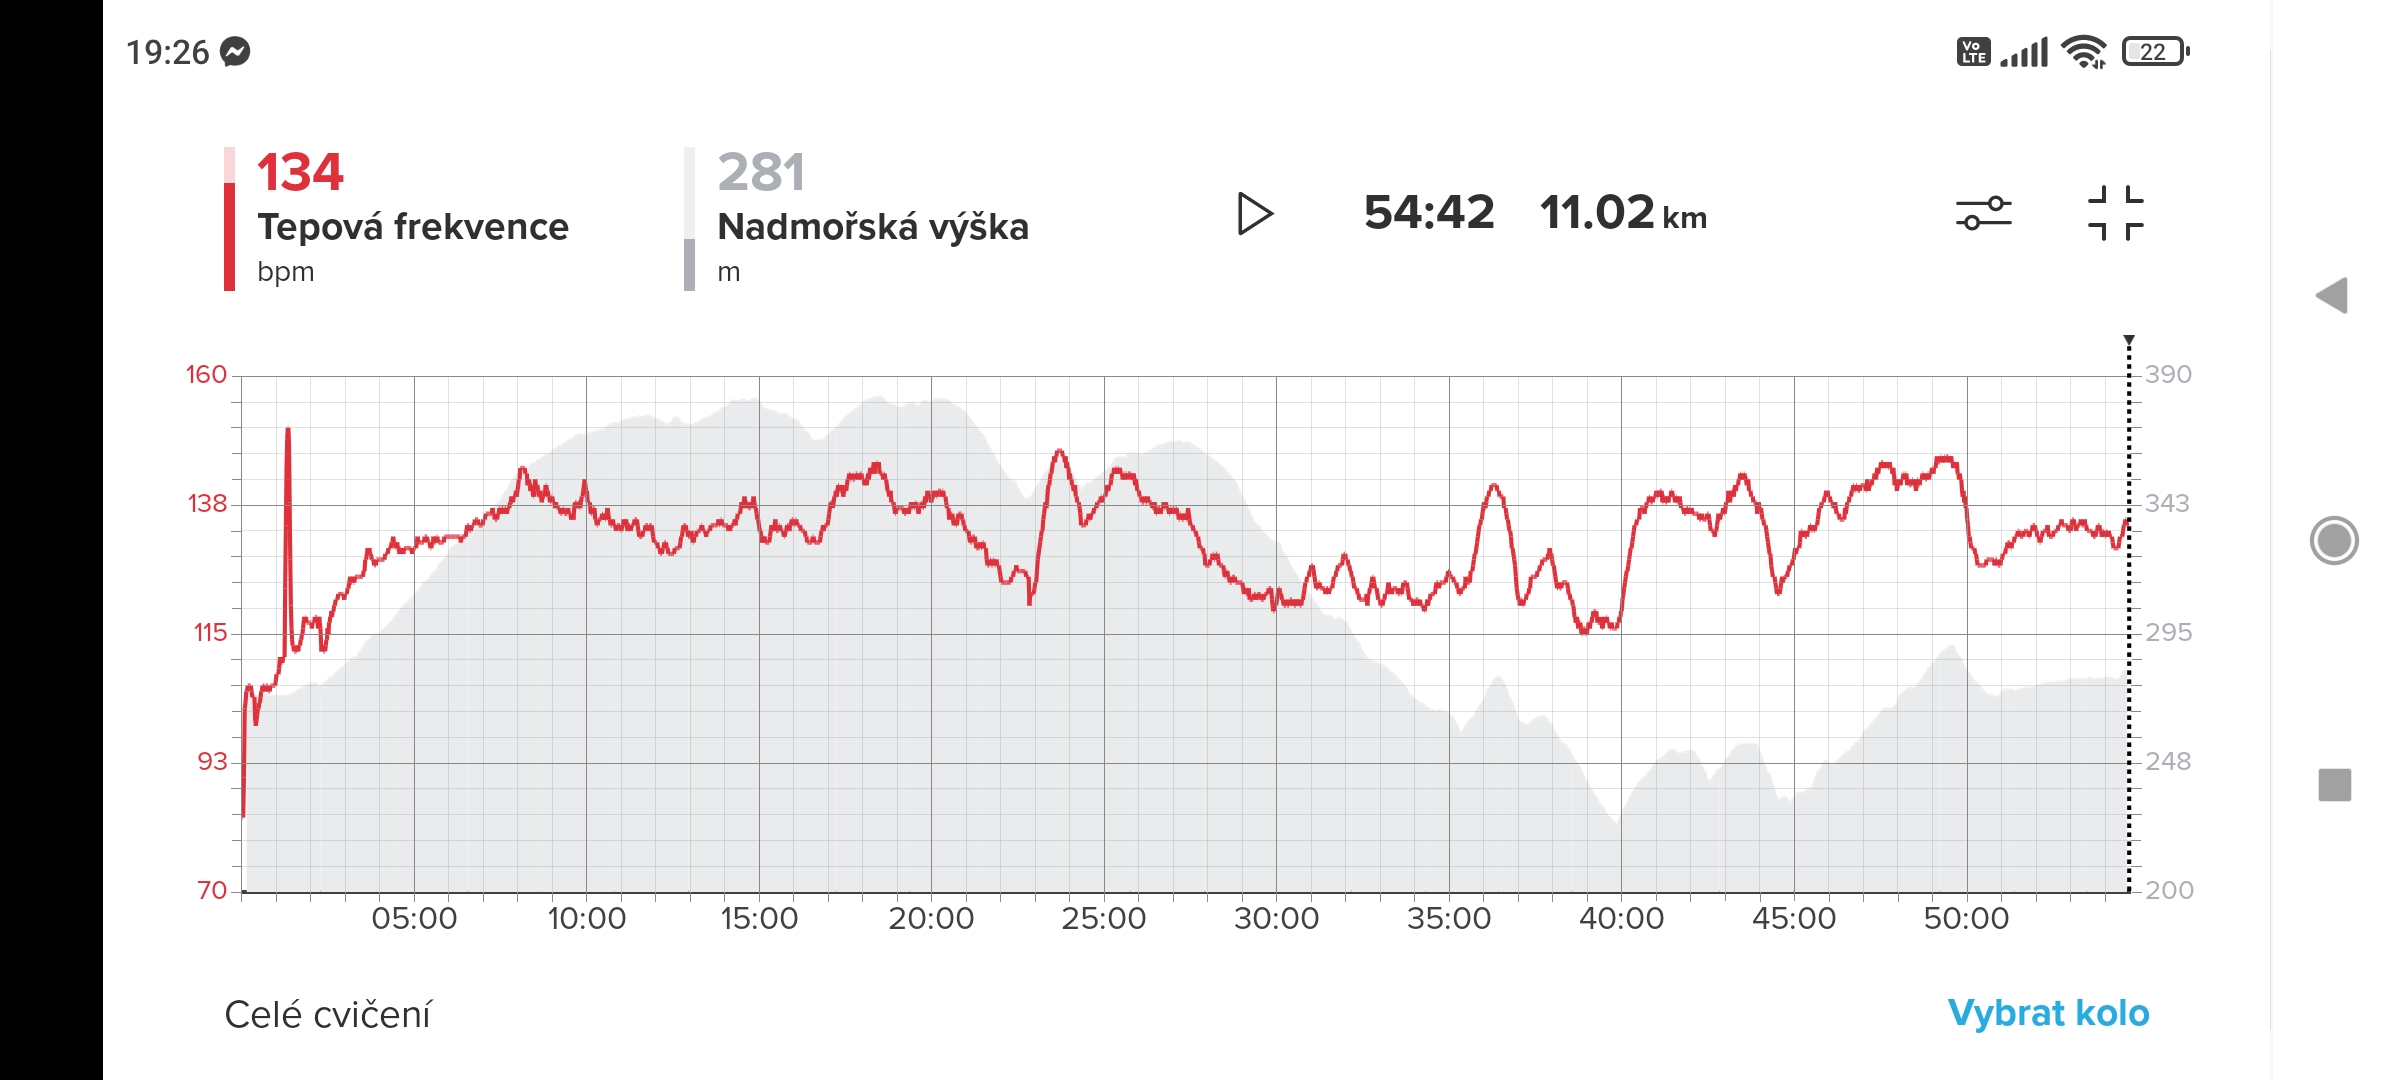 19:26
Vo LTE
22
134
Tepová frekvence
bpm
281
Nadmořská výška
m
54:42 11.02 km
160 390
138 343
115 295
93 248
70 200
05:00 10:00 15:00 20:00 25:00 30:00 35:00 40:00 45:00 50:00
Celé cvičení
Vybrat kolo